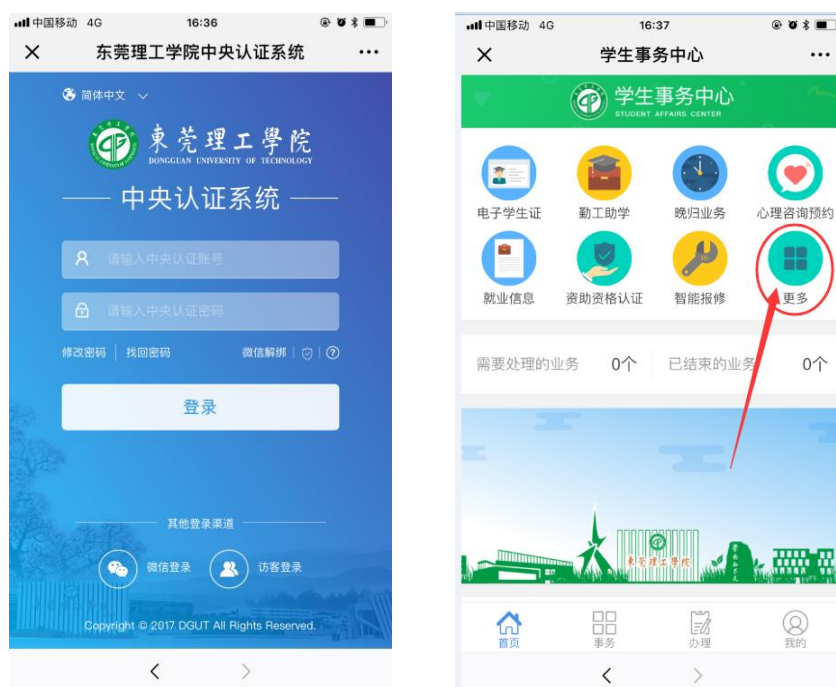 中国移动 4G 16:36
东莞理工学院中央认证系统
简体中文
東莞理工學院
DONGGUAN UNIVERSITY OF TECHNOLOGY
中央认证系统
请输入中央认证账号
请输入中央认证密码
修改密码 找回密码 微信解绑
登录
其他登录渠道
微信登录 访客登录
Copyright © 2017 DGUT All Rights Reserved.
中国移动 4G 16:37
学生事务中心
学生事务中心
STUDENT AFFAIRS CENTER
电子学生证 勤工助学 晚归业务 心理咨询预约
就业信息 资助资格认证 智能报修 更多
需要处理的业务 0个 已结束的业务 0个
東莞理工學院
首页 事务 办理 我的